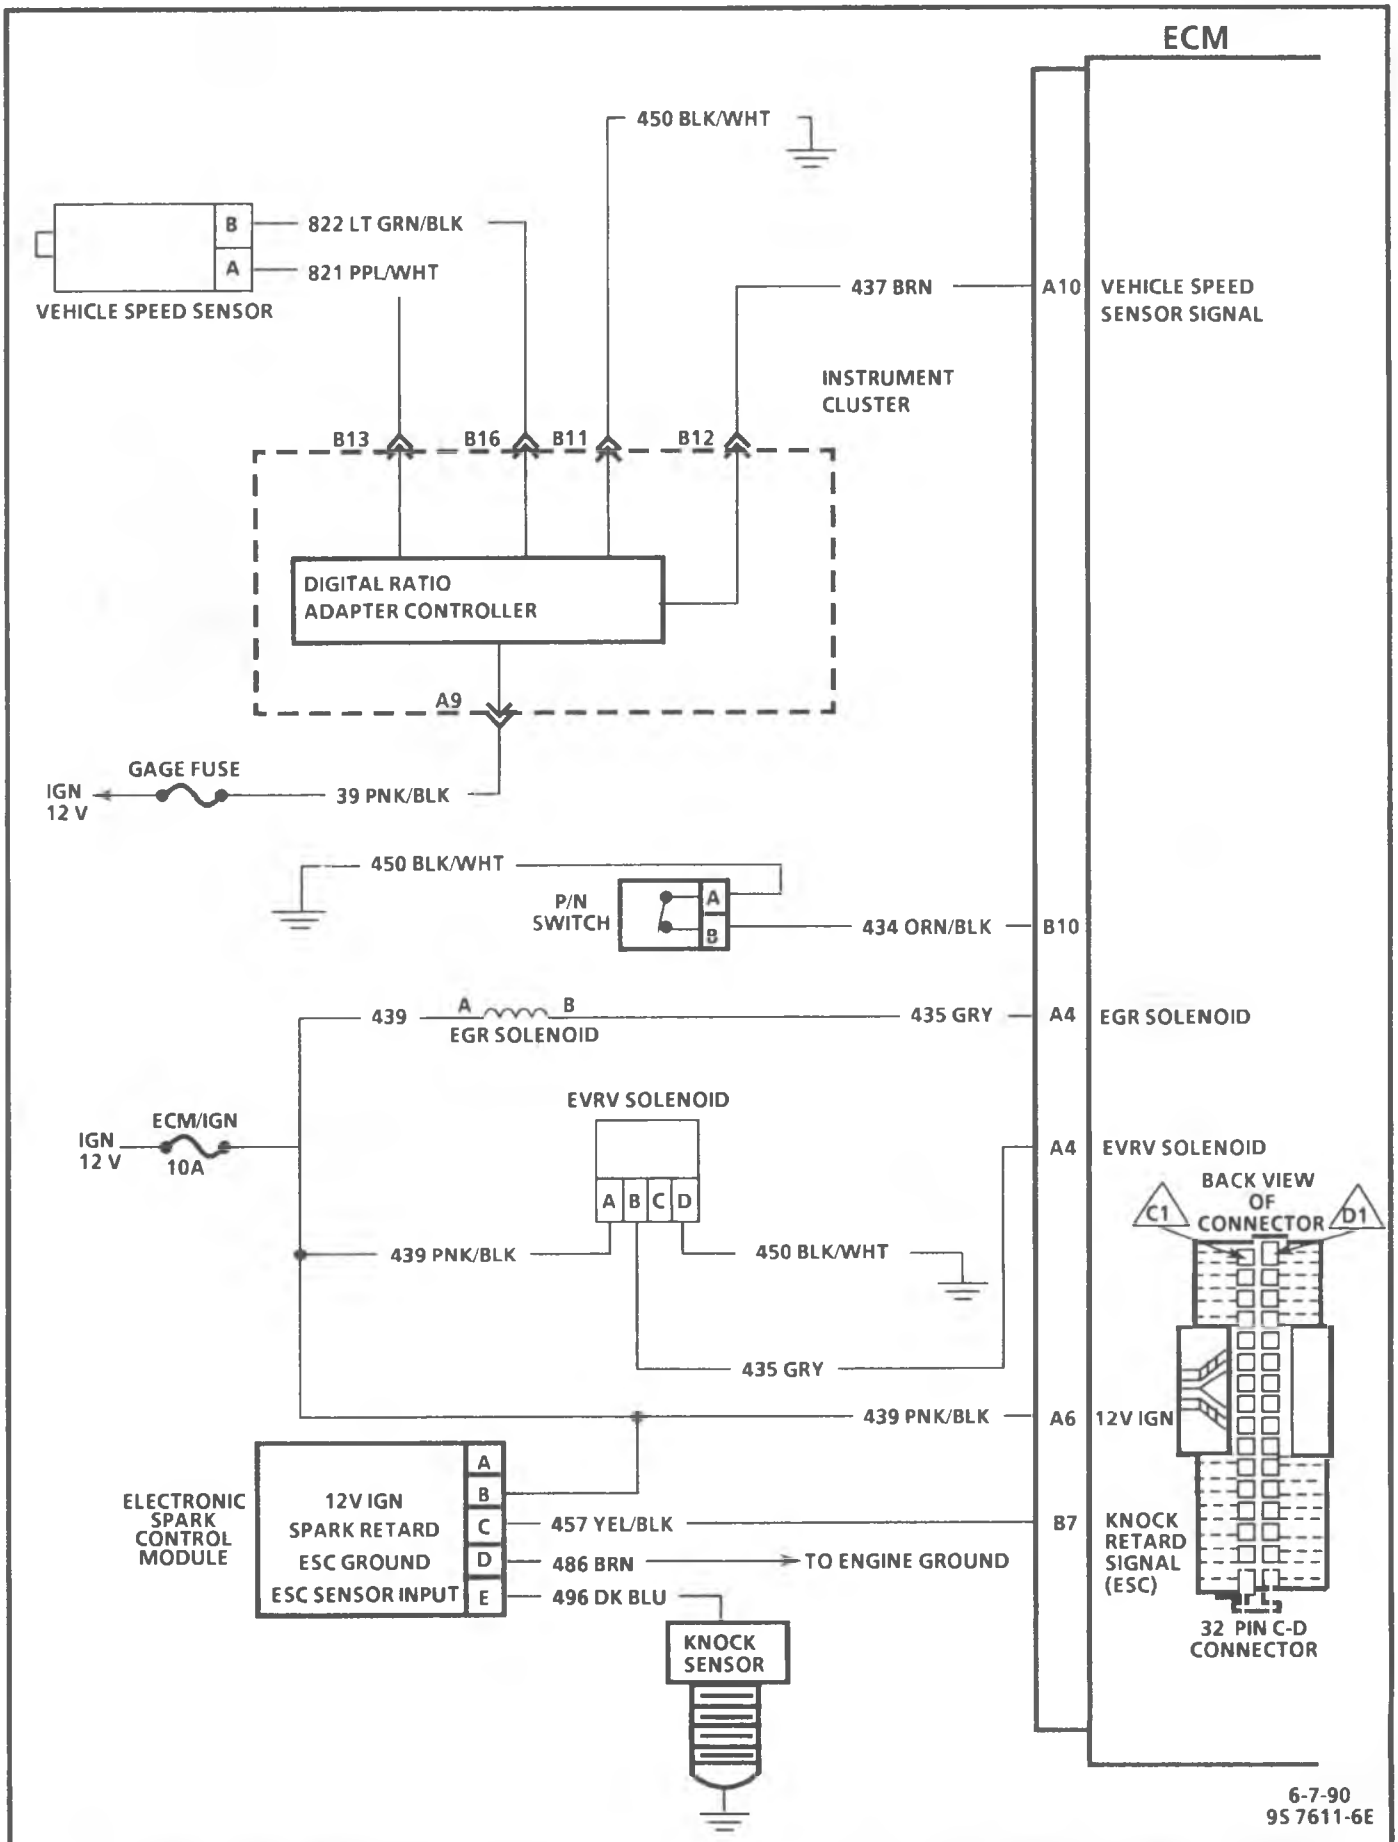 ECM
450 BLK/WHT
B
822 LT GRN/BLK
A
821 PPL/WHT
VEHICLE SPEED SENSOR
437 BRN
A10
VEHICLE SPEED
SENSOR SIGNAL
INSTRUMENT
CLUSTER
B13
B16
B11
B12
DIGITAL RATIO
ADAPTER CONTROLLER
A9
GAGE FUSE
IGN
12 V
39 PNK/BLK
450 BLK/WHT
P/N
SWITCH
A
B
434 ORN/BLK
B10
439
A
B
EGR SOLENOID
435 GRY
A4
EGR SOLENOID
EVRV SOLENOID
ECM/IGN
IGN
12 V
10A
A4
EVRV SOLENOID
A B C D
BACK VIEW
OF
CONNECTOR
C1
D1
439 PNK/BLK
450 BLK/WHT
435 GRY
439 PNK/BLK
A6
12V IGN
ELECTRONIC
SPARK
CONTROL
MODULE
A
12V IGN
B
SPARK RETARD
C
457 YEL/BLK
B7
KNOCK
RETARD
SIGNAL
(ESC)
ESC GROUND
D
486 BRN
TO ENGINE GROUND
ESC SENSOR INPUT
E
496 DK BLU
KNOCK
SENSOR
32 PIN C-D
CONNECTOR
6-7-90
9S 7611-6E